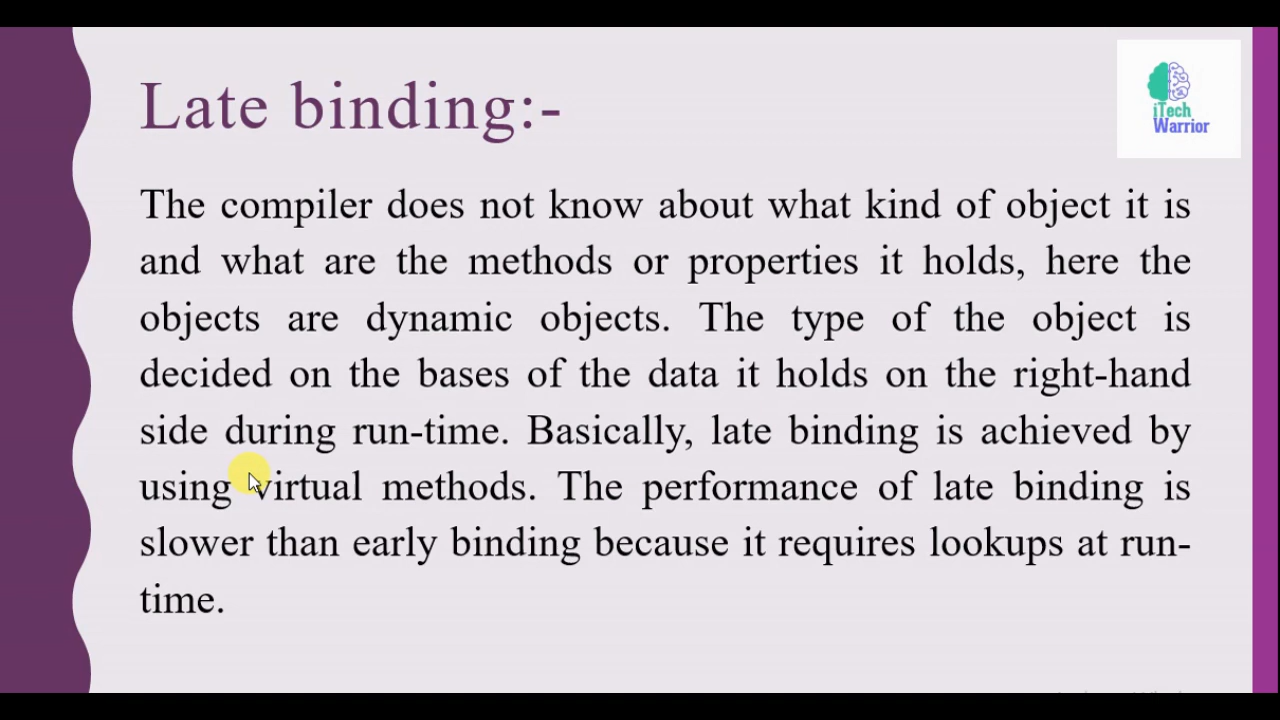 Late binding:-
iTech
Warrior
The compiler does not know about what kind of object it is
and what are the methods or properties it holds, here the
objects are dynamic objects. The type of the object is
decided on the bases of the data it holds on the right-hand
side during run-time. Basically, late binding is achieved by
using virtual methods. The performance of late binding is
slower than early binding because it requires lookups at run-
time.